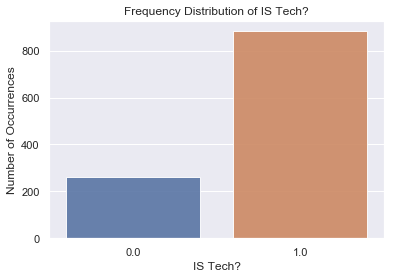 Frequency Distribution of IS Tech?
Number of Occurrences
800
600
400
200
0
0.0
1.0
IS Tech?